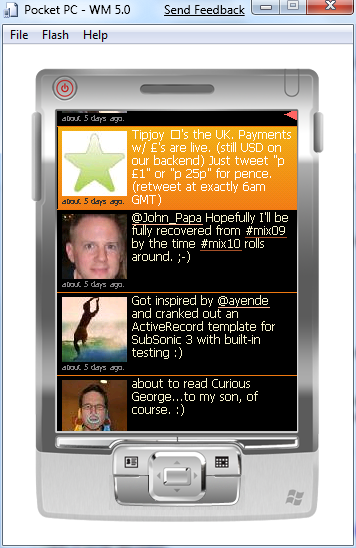 Pocket PC - WM 5.0
Send Feedback
File Flash Help
about 5 days ago.
Tipjoy □'s the UK. Payments
w/ £'s are live. (still USD on
our backend) Just tweet "p
£1" or "p 25p" for pence.
(retweet at exactly 6am
GMT)
about 5 days ago.
@John_Papa Hopefully I'll be
fully recovered from #mix09
by the time #mix10 rolls
around. ;-)
about 5 days ago.
Got inspired by @ayende
and cranked out an
ActiveRecord template for
SubSonic 3 with built-in
testing :)
about 5 days ago.
about to read Curious
George...to my son, of
course. :)